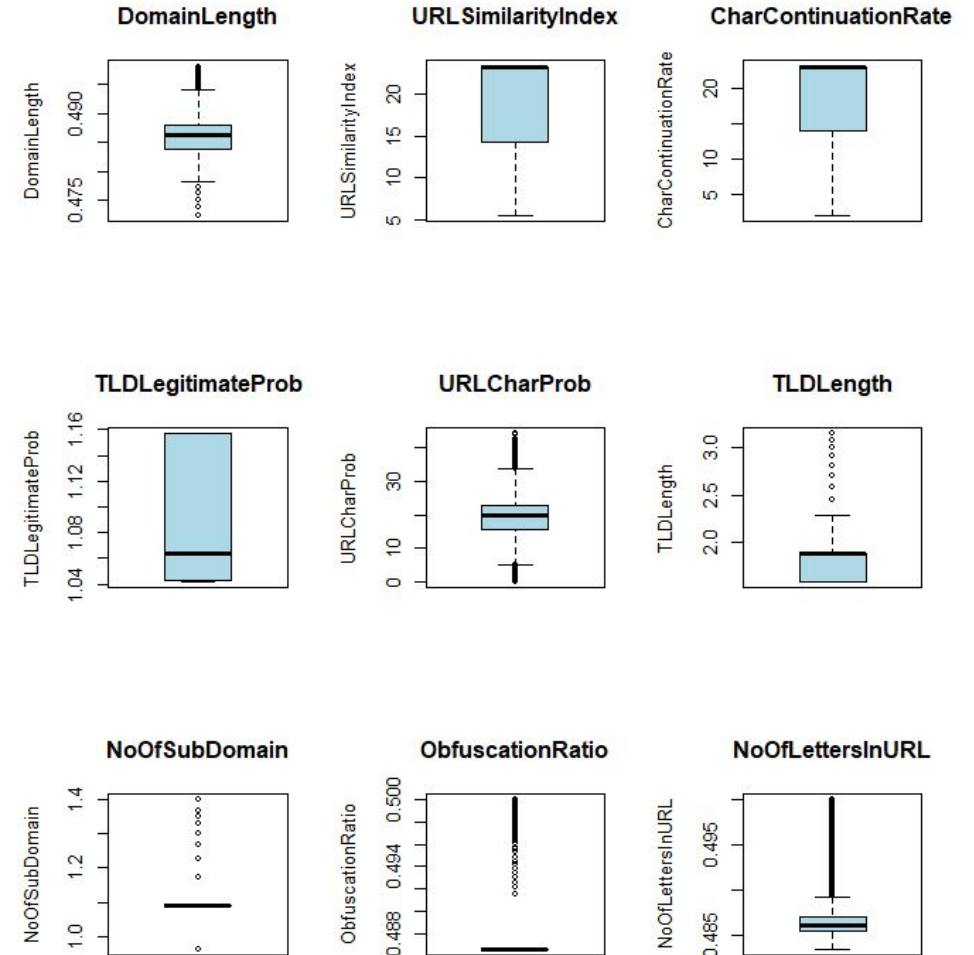 DomainLength URLSimilarityIndex CharContinuationRate
DomainLength
0.490
0.475
URLSimilarityIndex
20
15
10
5
CharContinuationRate
20
10
5
TLDLegitimateProb URLCharProb TLDLength
TLDLegitimateProb
1.16
1.12
1.08
1.04
URLCharProb
30
10
0
TLDLength
3.0
2.5
2.0
NoOfSubDomain ObfuscationRatio NoOfLettersInURL
NoOfSubDomain
1.4
1.2
1.0
ObfuscationRatio
0.500
0.494
0.488
NoOfLettersInURL
0.495
0.485